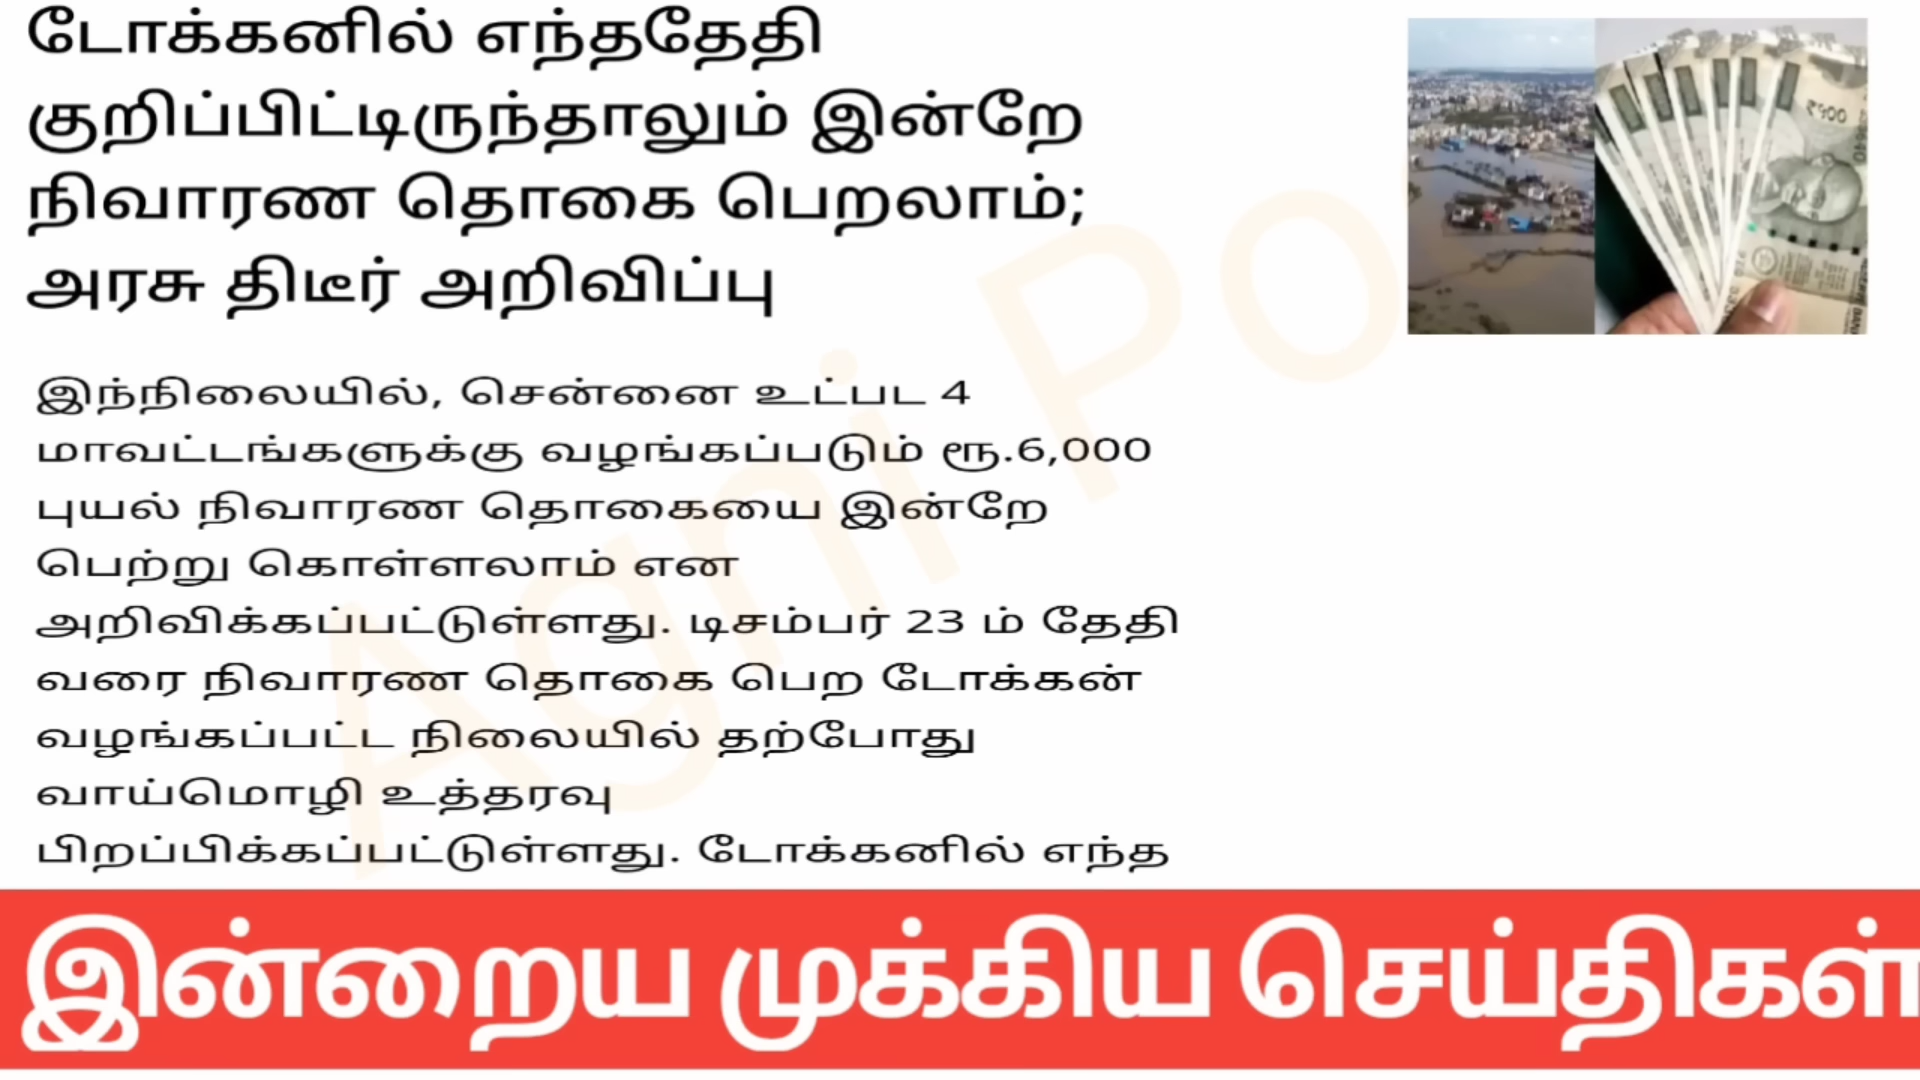 டோக்கனில் எந்ததேதி
குறிப்பிட்டிருந்தாலும் இன்றே
நிவாரண தொகை பெறலாம்;
அரசு திடீர் அறிவிப்பு
இந்நிலையில், சென்னை உட்பட 4
மாவட்டங்களுக்கு வழங்கப்படும் ரூ.6,000
புயல் நிவாரண தொகையை இன்றே
பெற்று கொள்ளலாம் என
அறிவிக்கப்பட்டுள்ளது. டிசம்பர் 23 ம் தேதி
வரை நிவாரண தொகை பெற டோக்கன்
வழங்கப்பட்ட நிலையில் தற்போது
வாய்மொழி உத்தரவு
பிறப்பிக்கப்பட்டுள்ளது. டோக்கனில் எந்த
இன்றைய முக்கிய செய்திகள்
Agni Po